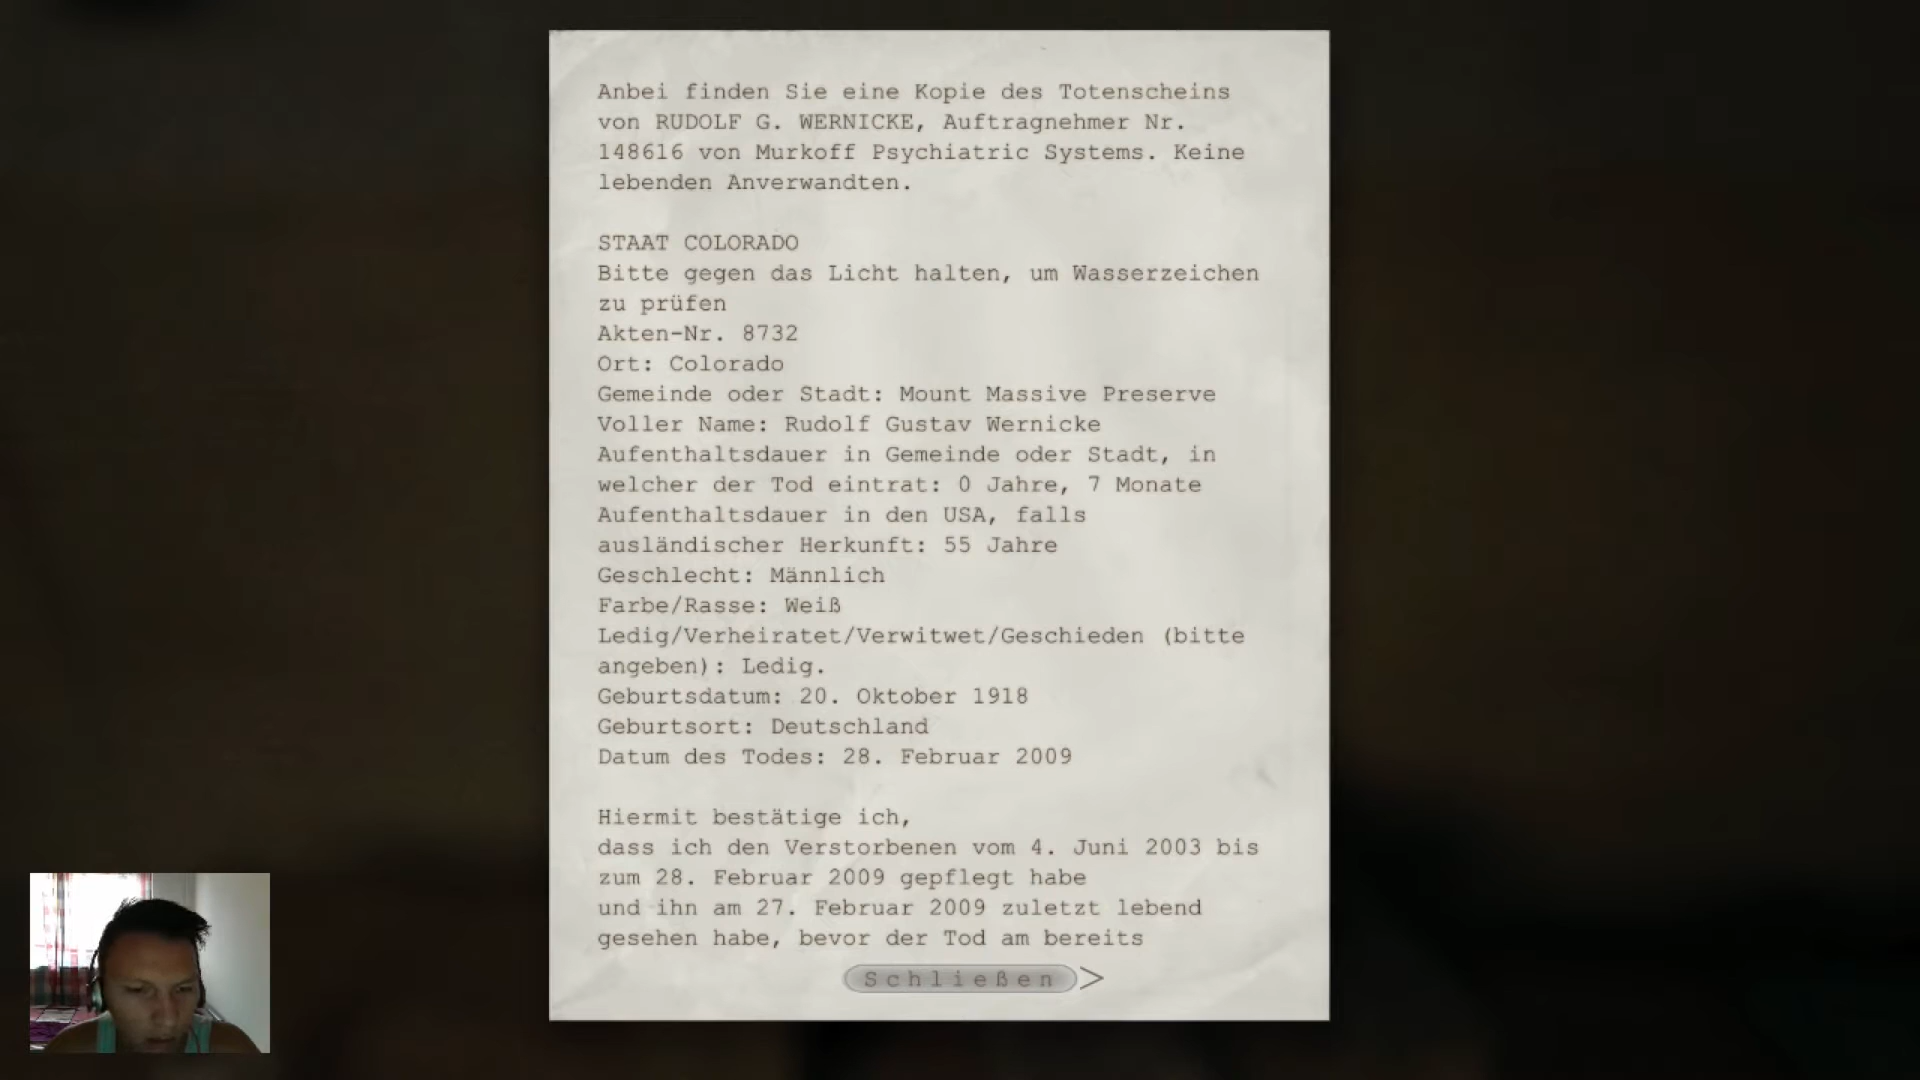 Anbei finden Sie eine Kopie des Totenscheins
von RUDOLF G. WERNICKE, Auftragnehmer Nr.
148616 von Murkoff Psychiatric Systems. Keine
lebenden Anverwandten.
STAAT COLORADO
Bitte gegen das Licht halten, um Wasserzeichen
zu prüfen
Akten-Nr. 8732
Ort: Colorado
Gemeinde oder Stadt: Mount Massive Preserve
Voller Name: Rudolf Gustav Wernicke
Aufenthaltsdauer in Gemeinde oder Stadt, in
welcher der Tod eintrat: 0 Jahre, 7 Monate
Aufenthaltsdauer in den USA, falls
ausländischer Herkunft: 55 Jahre
Geschlecht: Männlich
Farbe/Rasse: Weiß
Ledig/Verheiratet/Verwitwet/Geschieden (bitte
angeben): Ledig.
Geburtsdatum: 20. Oktober 1918
Geburtsort: Deutschland
Datum des Todes: 28. Februar 2009
Hiermit bestätige ich,
dass ich den Verstorbenen vom 4. Juni 2003 bis
zum 28. Februar 2009 gepflegt habe
und ihn am 27. Februar 2009 zuletzt lebend
gesehen habe, bevor der Tod am bereits
Schließen >